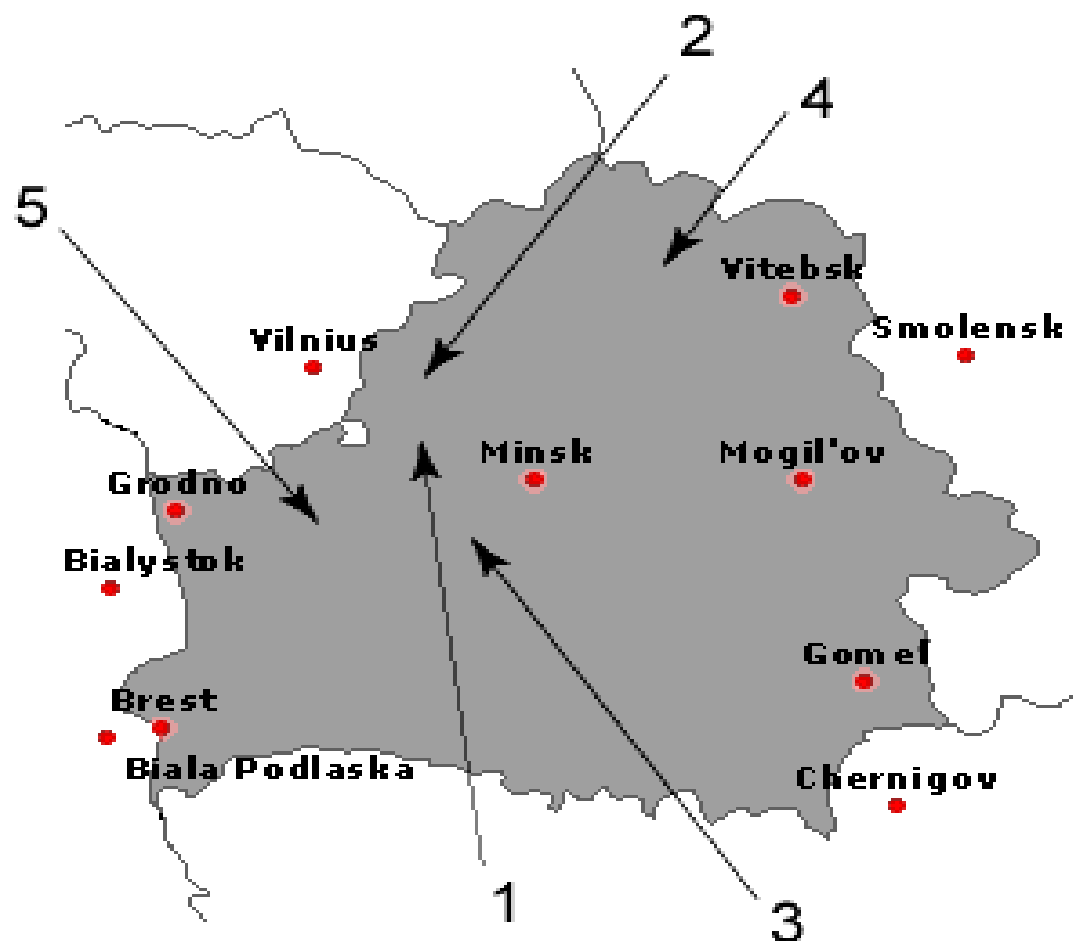 2
4
5
Vitebsk
Smolensk
Vilnius
Minsk
Mogil'ov
Grodno
Bialystok
Gomel
Brest
Biala Podlaska
Chernigov
1
3